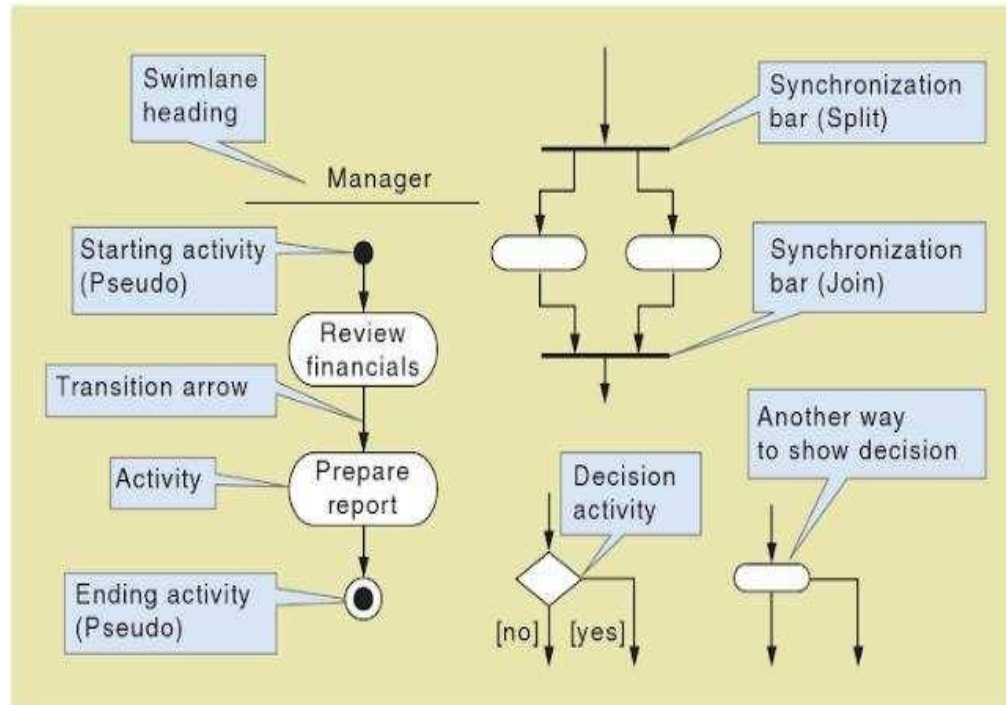 Swimlane
heading
Manager
Starting activity
(Pseudo)
Review
financials
Transition arrow
Activity
Prepare
report
Ending activity
(Pseudo)
Synchronization
bar (Split)
Synchronization
bar (Join)
Decision
activity
[no] [yes]
Another way
to show decision